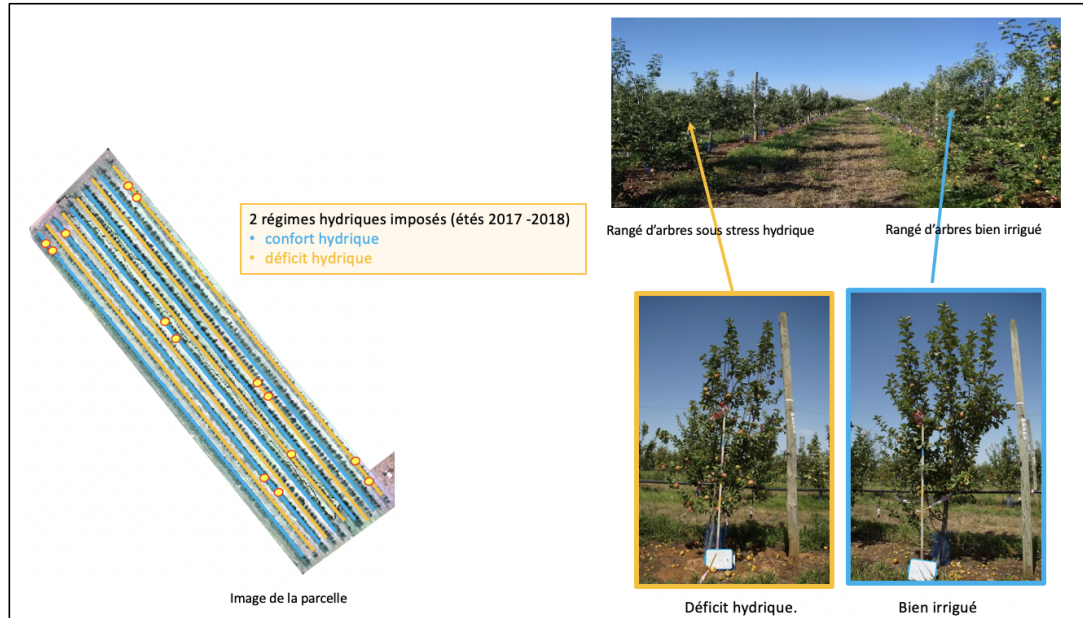 2 régimes hydriques imposés (étés 2017 -2018)
• confort hydrique
• déficit hydrique
Rangé d’arbres sous stress hydrique
Rangé d’arbres bien irrigué
Image de la parcelle
Déficit hydrique.
Bien irrigué